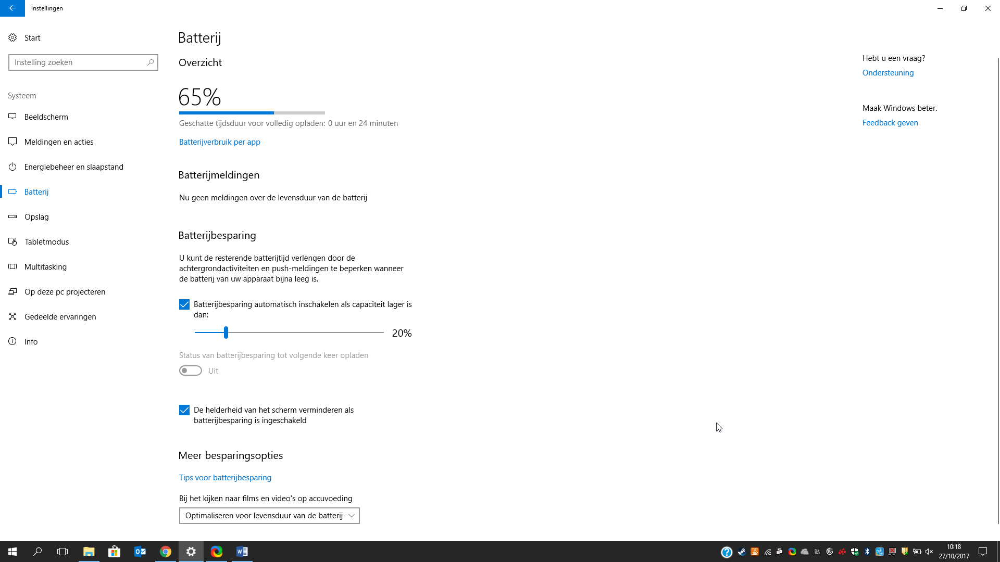 Instellingen
Start
Instelling zoeken
Systeem
Beeldscherm
Meldingen en acties
Energiebeheer en slaapstand
Batterij
Opslag
Tabletmodus
Multitasking
Op deze pc projecteren
Gedeelde ervaringen
Info
Batterij
Overzicht
65%
Geschatte tijdsduur voor volledig opladen: 0 uur en 24 minuten
Batterijverbruik per app
Batterijmeldingen
Nu geen meldingen over de levensduur van de batterij
Batterijbesparing
U kunt de resterende batterijtijd verlengen door de
achtergrondactiviteiten en push-meldingen te beperken wanneer
de batterij van uw apparaat bijna leeg is.
Batterijbesparing automatisch inschakelen als capaciteit lager is
dan:
20%
Status van batterijbesparing tot volgende keer opladen
Uit
De helderheid van het scherm verminderen als
batterijbesparing is ingeschakeld
Meer besparingsopties
Tips voor batterijbesparing
Bij het kijken naar films en video's op accuvoeding
Optimaliseren voor levensduur van de batterij
Hebt u een vraag?
Ondersteuning
Maak Windows beter.
Feedback geven
10:18
27/10/2017